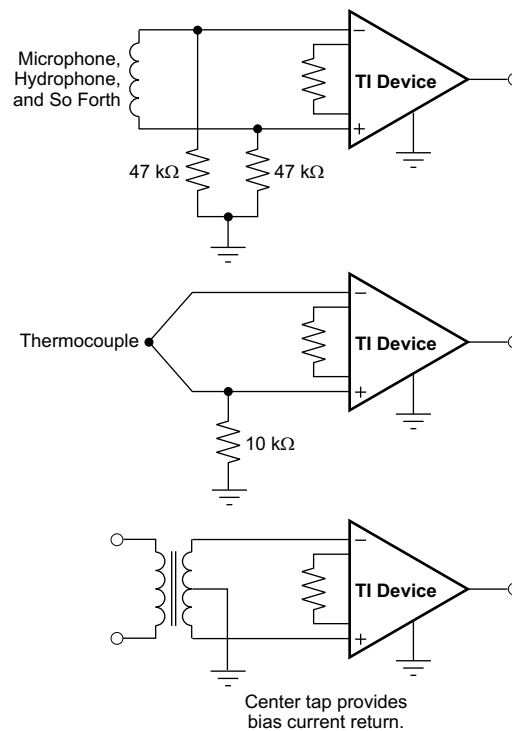 Microphone,
Hydrophone,
and So Forth
−
TI Device
+
47 kΩ
47 kΩ
Thermocouple
−
TI Device
+
10 kΩ
−
TI Device
+
Center tap provides
bias current return.